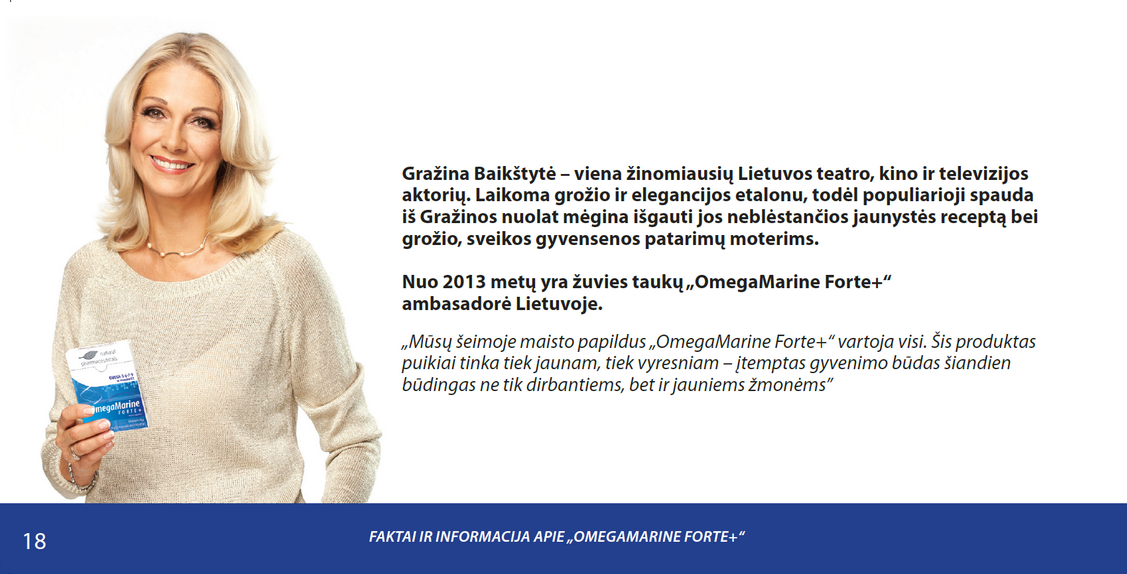 Gražina Baikštytė – viena žinomiausių Lietuvos teatro, kino ir televizijos
aktorių. Laikoma grožio ir elegancijos etalonu, todėl populiarioji spauda
iš Gražinos nuolat mėgina išgauti jos neblėstančios jaunystės receptą bei
grožio, sveikos gyvensenos patarimų moterims.
Nuo 2013 metų yra žuvies taukų „OmegaMarine Forte+“
ambasadorė Lietuvoje.
„Mūsų šeimoje maisto papildus „OmegaMarine Forte+“ vartoja visi. Šis produktas
puikiai tinka tiek jaunam, tiek vyresniam – įtemptas gyvenimo būdas šiandien
būdingas ne tik dirbantiems, bet ir jauniems žmonėms”
OmegaMarine
FORTE+
18
FAKTAI IR INFORMACIJA APIE „OMEGAMARINE FORTE+“